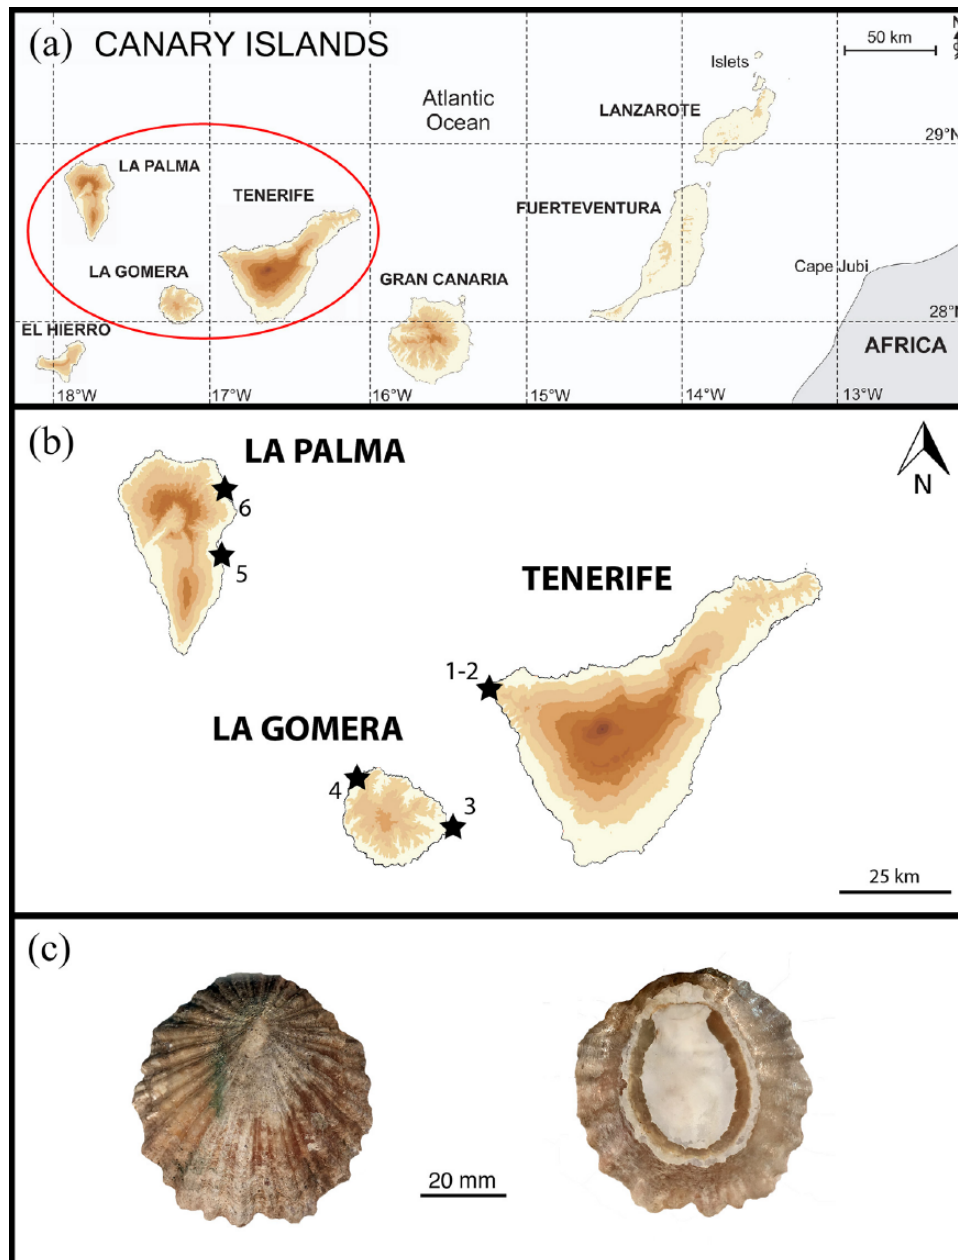 (a) CANARY ISLANDS
N
50 km
Islets
Atlantic
Ocean
LANZAROTE
29°N
LA PALMA
TENERIFE
FUERTEVENTURA
LA GOMERA
GRAN CANARIA
Cape Jubi
28°N
EL HIERRO
AFRICA
18°W
17°W
16°W
15°W
14°W
13°W
(b)
LA PALMA
N
6
5
TENERIFE
1-2
LA GOMERA
4
3
25 km
(c)
20 mm